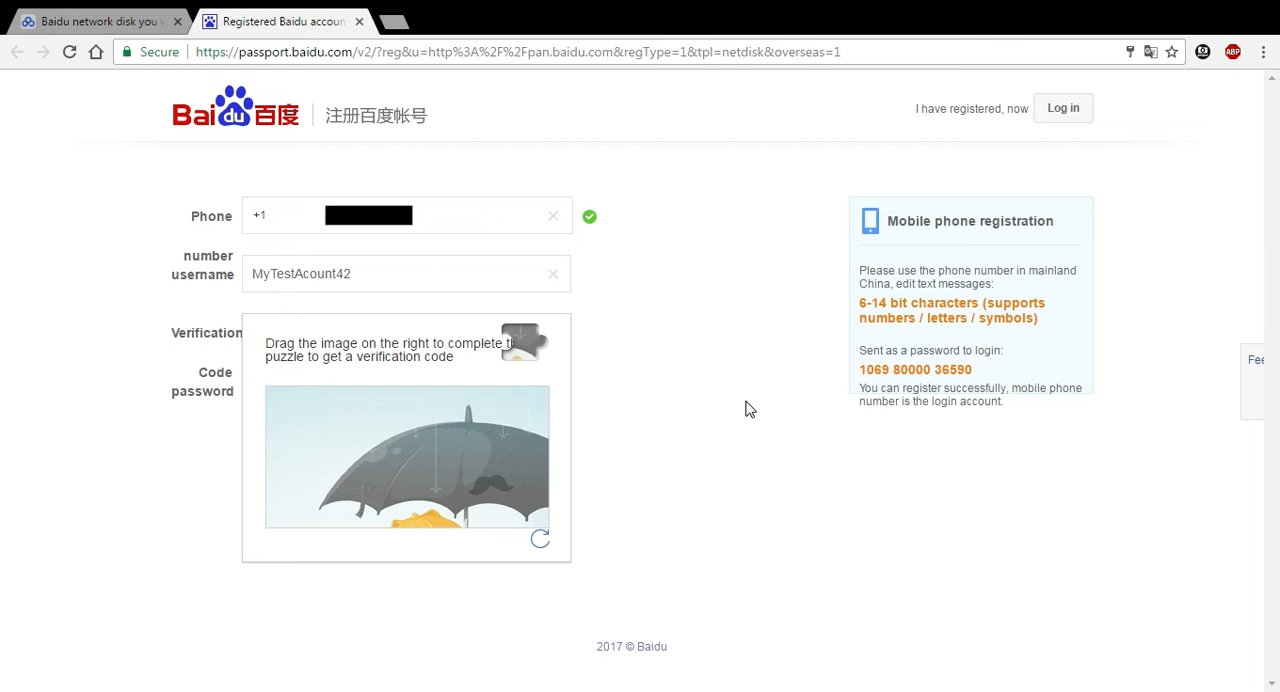 Baidu network disk you w
Registered Baidu accoun
Secure
https://passport.baidu.com/v2/?reg&u=http%3A%2F%2Fpan.baidu.com&regType=1&tpl=netdisk&overseas=1
ABP
Bai du 百度
注册百度帐号
I have registered, now
Log in
Phone
+1
number
username
MyTestAcount42
Verification
Drag the image on the right to complete t
puzzle to get a verification code
Code
password
Mobile phone registration
Please use the phone number in mainland
China, edit text messages:
6-14 bit characters (supports
numbers / letters / symbols)
Sent as a password to login:
1069 80000 36590
You can register successfully, mobile phone
number is the login account.
Fee
2017 © Baidu